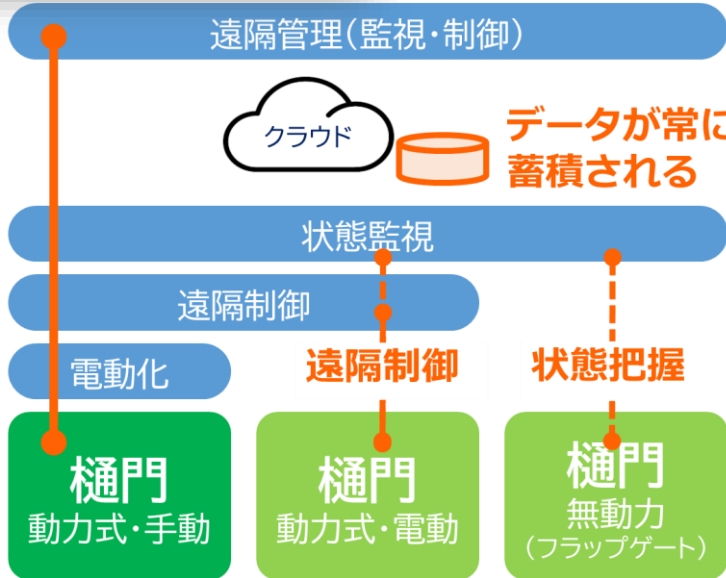 遠隔管理(監視・制御)
クラウド
データが常に
蓄積される
状態監視
遠隔制御
電動化
遠隔制御
状態把握
樋門
動力式・手動
樋門
動力式・電動
樋門
無動力
(フラップゲート)